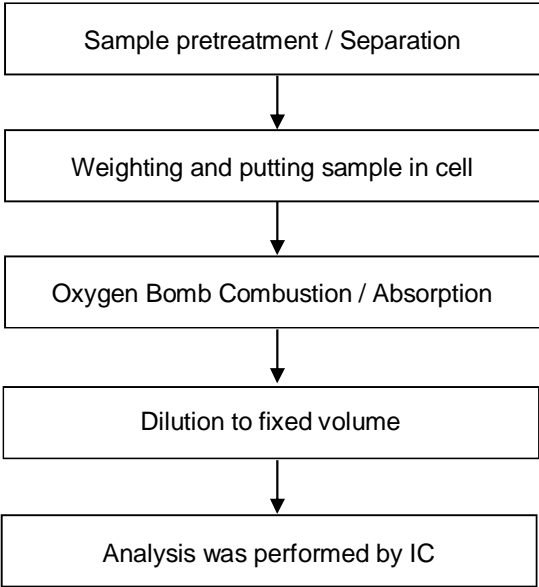 Sample pretreatment / Separation
Weighting and putting sample in cell
Oxygen Bomb Combustion / Absorption
Dilution to fixed volume
Analysis was performed by IC